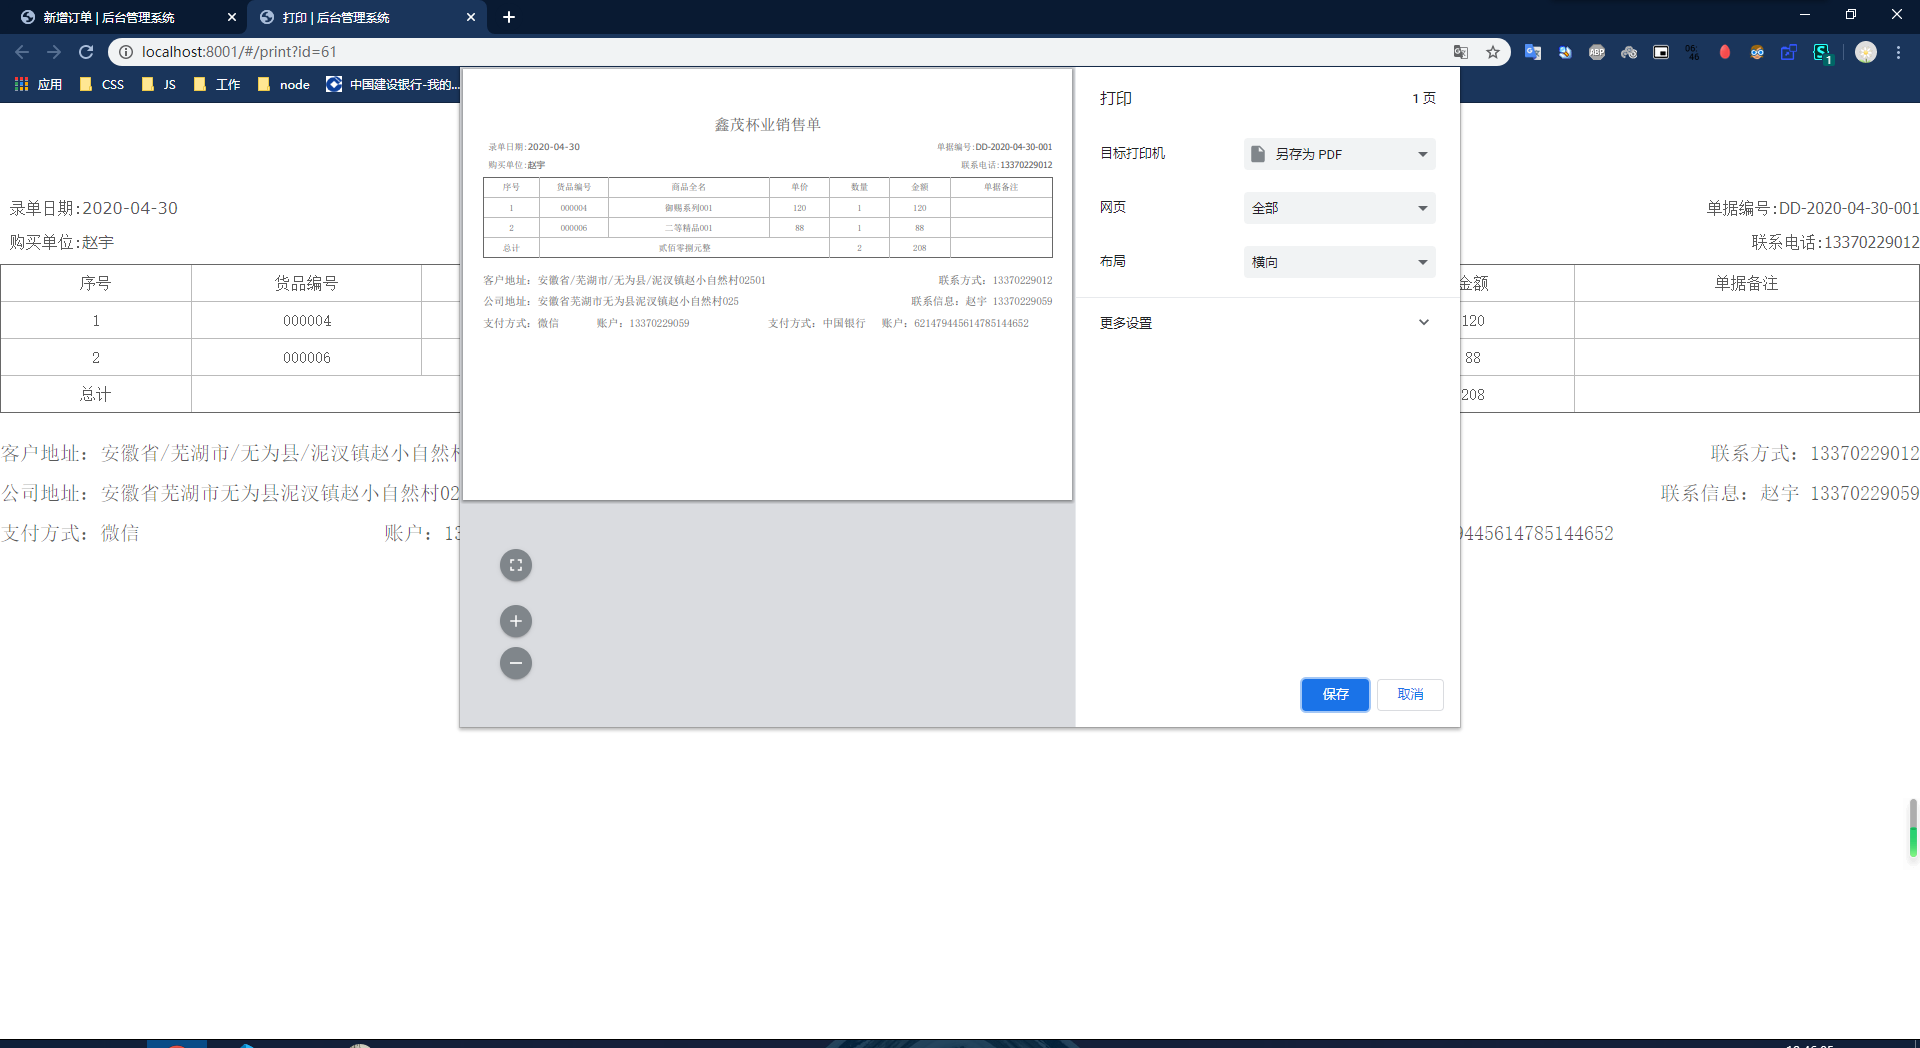 新增订单 | 后台管理系统
打印 | 后台管理系统
localhost:8001/#/print?id=61
应用 CSS JS 工作 node 中国建设银行-我的...
ABP
1
鑫茂杯业销售单
录单日期:2020-04-30 单据编号:DD-2020-04-30-001
购买单位:赵宇 联系电话:13370229012
序号 货品编号 商品全名 单价 数量 金额 单据备注
1 000004 御赐系列001 120 1 120
2 000006 二等精品001 88 1 88
总计 贰佰零捌元整 2 208
客户地址：安徽省/芜湖市/无为县/泥汊镇赵小自然村02501 联系方式：13370229012
公司地址：安徽省芜湖市无为县泥汊镇赵小自然村025 联系信息：赵宇 13370229059
支付方式：微信 账户：13370229059 支付方式：中国银行 账户：621479445614785144652
打印 1 页
目标打印机 另存为 PDF
网页 全部
布局 横向
更多设置
保存 取消
录单日期:2020-04-30 单据编号:DD-2020-04-30-001
购买单位:赵宇 联系电话:13370229012
序号 货品编号 金额 单据备注
1 000004 120
2 000006 88
总计 208
客户地址：安徽省/芜湖市/无为县/泥汊镇赵小自然村 联系方式：13370229012
公司地址：安徽省芜湖市无为县泥汊镇赵小自然村02 联系信息：赵宇 13370229059
支付方式：微信 账户：13 9445614785144652